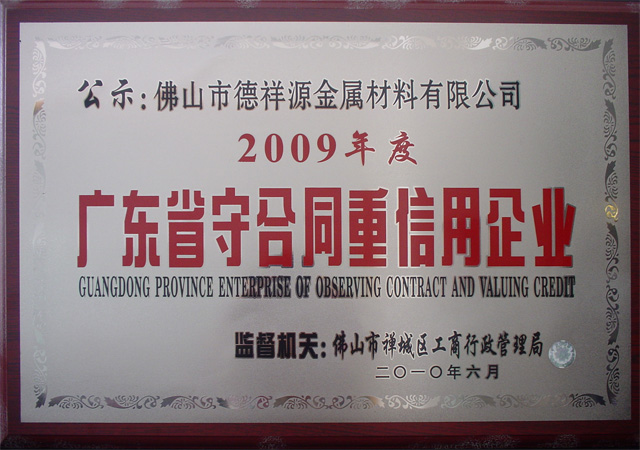 公示:佛山市德祥源金属材料有限公司
2009年度
广东省守合同重信用企业
GUANGDONG PROVINCE ENTERPRISE OF OBSERVING CONTRACT AND VALUING CREDIT
监督机关:佛山市禅城区工商行政管理局
二〇一〇年六月